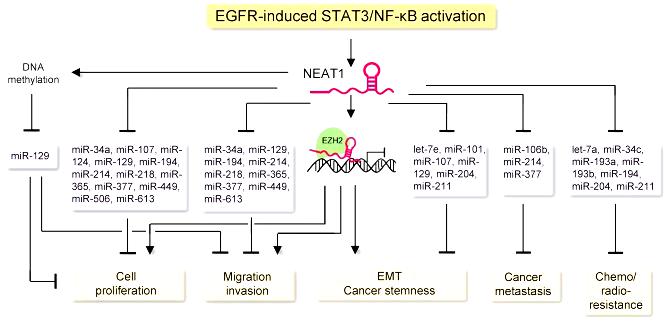 EGFR-induced STAT3/NF-κB activation
NEAT1
DNA
methylation
miR-129
miR-34a, miR-107, miR-
124, miR-129, miR-194,
miR-214, miR-218, miR-
365, miR-377, miR-449,
miR-506, miR-613
miR-34a, miR-129,
miR-194, miR-214,
miR-218, miR-365,
miR-377, miR-449,
miR-613
EZH2
let-7e, miR-101,
miR-107, miR-
129, miR-204,
miR-211
miR-106b,
miR-214,
miR-377
let-7a, miR-34c,
miR-193a, miR-
193b, miR-194,
miR-204, miR-211
Cell
proliferation
Migration
invasion
EMT
Cancer stemness
Cancer
metastasis
Chemo/
radio-
resistance